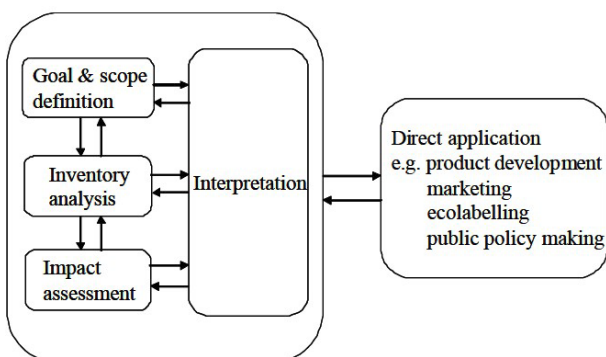 Goal & scope
definition
Inventory
analysis
Impact
assessment
Interpretation
Direct application
e.g. product development
marketing
ecolabelling
public policy making